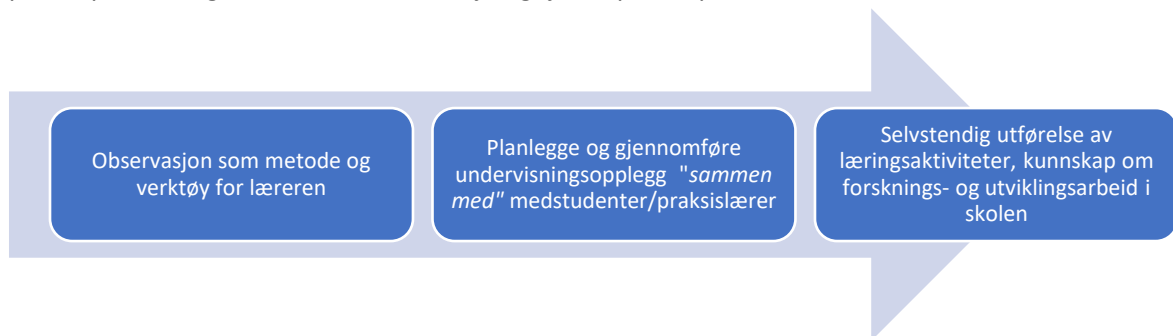 Observasjon som metode og
verktøy for læreren
Planlegge og gjennomføre
undervisningsopplegg "sammen
med" medstudenter/praksislærer
Selvstendig utførelse av
læringsaktiviteter, kunnskap om
forsknings- og utviklingsarbeid i
skolen